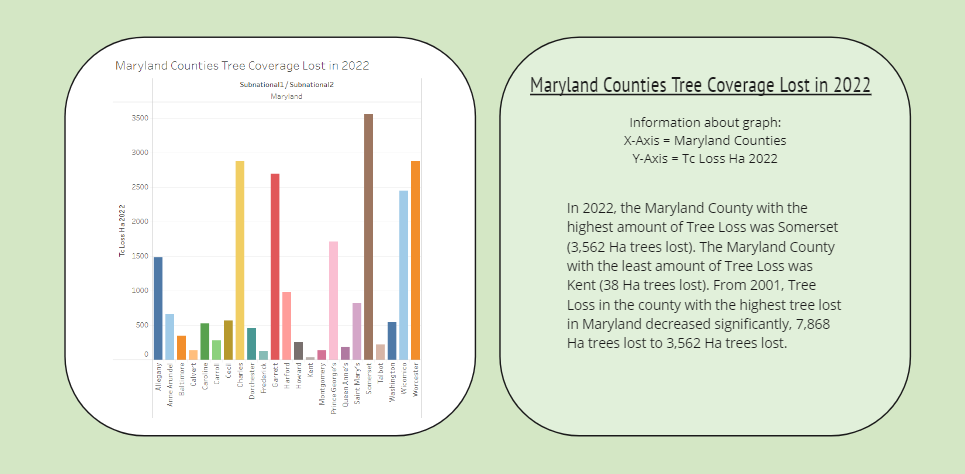 Maryland Counties Tree Coverage Lost in 2022
Subnational1 / Subnational2
Maryland
Tc Loss Ha 2022
3500
3000
2500
2000
1500
1000
500
0
Allegany
Anne Arundel
Baltimore
Calvert
Caroline
Carroll
Cecil
Charles
Dorchester
Frederick
Garrett
Harford
Howard
Kent
Montgomery
Prince George's
Queen Anne's
Saint Mary's
Somerset
Talbot
Washington
Wicomico
Worcester
Maryland Counties Tree Coverage Lost in 2022
Information about graph:
X-Axis = Maryland Counties
Y-Axis = Tc Loss Ha 2022
In 2022, the Maryland County with the
highest amount of Tree Loss was Somerset
(3,562 Ha trees lost). The Maryland County
with the least amount of Tree Loss was
Kent (38 Ha trees lost). From 2001, Tree
Loss in the county with the highest tree lost
in Maryland decreased significantly, 7,868
Ha trees lost to 3,562 Ha trees lost.